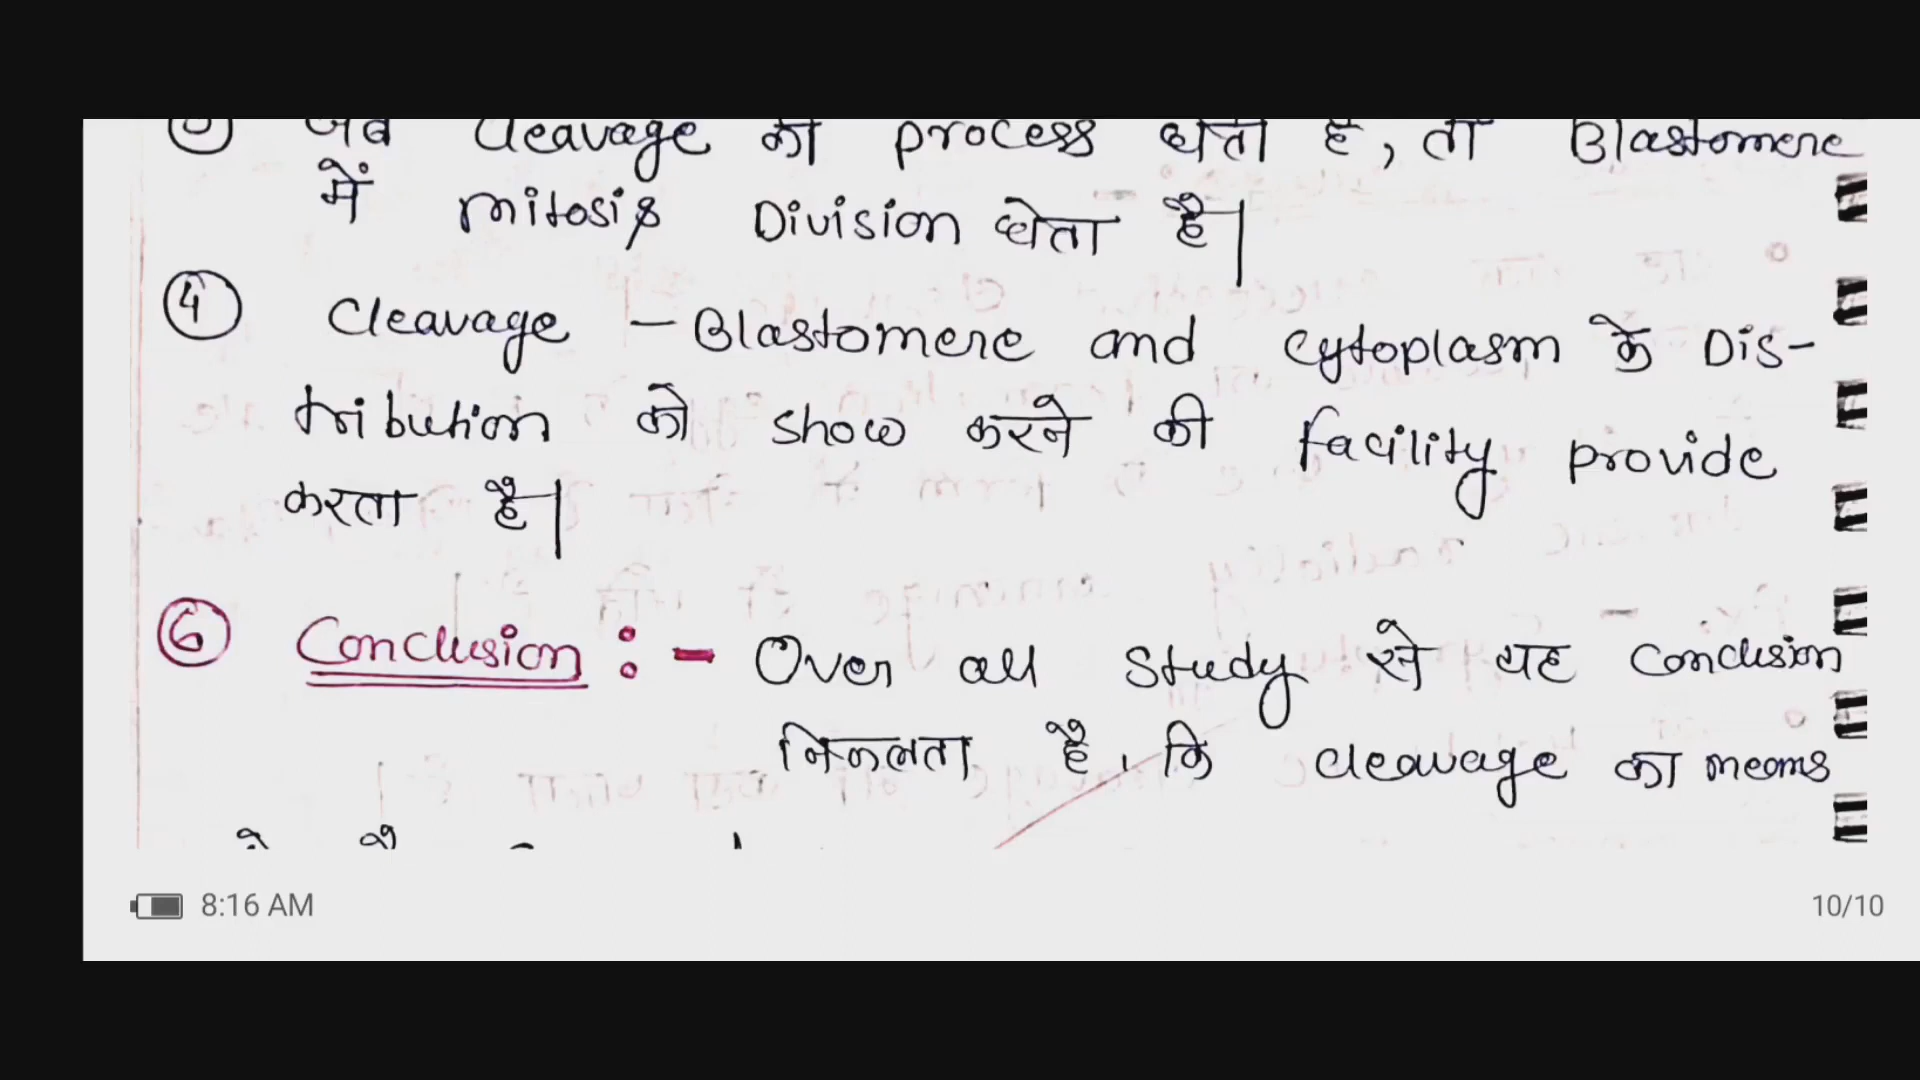 ③ जब Cleavage का process होता है, तो Blastomere
में mitosis Division होता है|
④ Cleavage - Blastomere and cytoplasm के Dis-
tribution को show करने की facility provide
करता है|
⑥ Conclusion :- Over all study से यह Conclusion
निकलता है, कि cleavage का means
8:16 AM 10/10